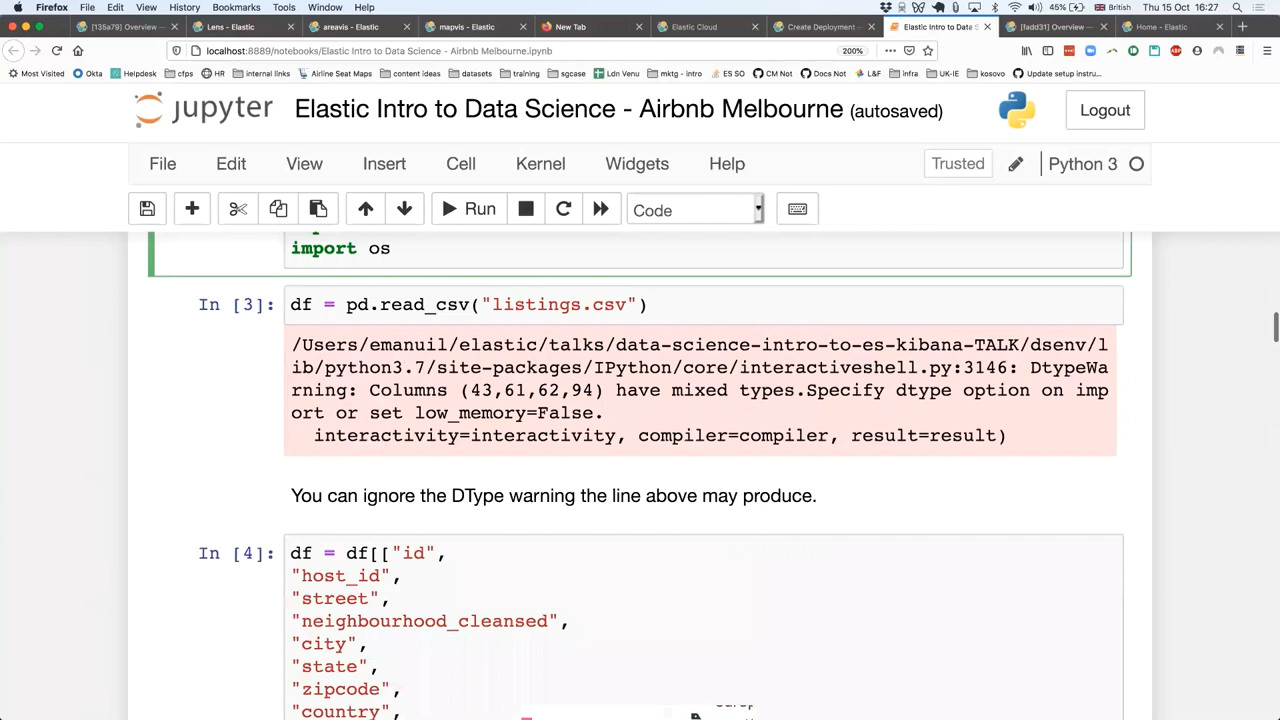 Firefox File Edit View History Bookmarks Tools Window Help 45% British Thu 15 Oct 16:27
[135a79] Overview Lens - Elastic areavis - Elastic mapvis - Elastic New Tab Elastic Cloud Create Deployment Elastic Intro to Data S [fadd31] Overview Home - Elastic
localhost:8889/notebooks/Elastic Intro to Data Science - Airbnb Melbourne.ipynb 200%
Most Visited Okta Helpdesk cfps HR internal links Airline Seat Maps content ideas datasets training sgcase Ldn Venu mktg - intro ES SO CM Not Docs Not L&F infra UK-IE kosovo Update setup instru...
jupyter Elastic Intro to Data Science - Airbnb Melbourne (autosaved) Logout
File Edit View Insert Cell Kernel Widgets Help Trusted Python 3
Run Code
import os
In [3]: df = pd.read_csv("listings.csv")
/Users/emanuil/elastic/talks/data-science-intro-to-es-kibana-TALK/dsenv/l
ib/python3.7/site-packages/IPython/core/interactiveshell.py:3146: DtypeWa
rning: Columns (43,61,62,94) have mixed types.Specify dtype option on imp
ort or set low_memory=False.
interactivity=interactivity, compiler=compiler, result=result)
You can ignore the DType warning the line above may produce.
In [4]: df = df[["id",
"host_id",
"street",
"neighbourhood_cleansed",
"city",
"state",
"zipcode",
"country",